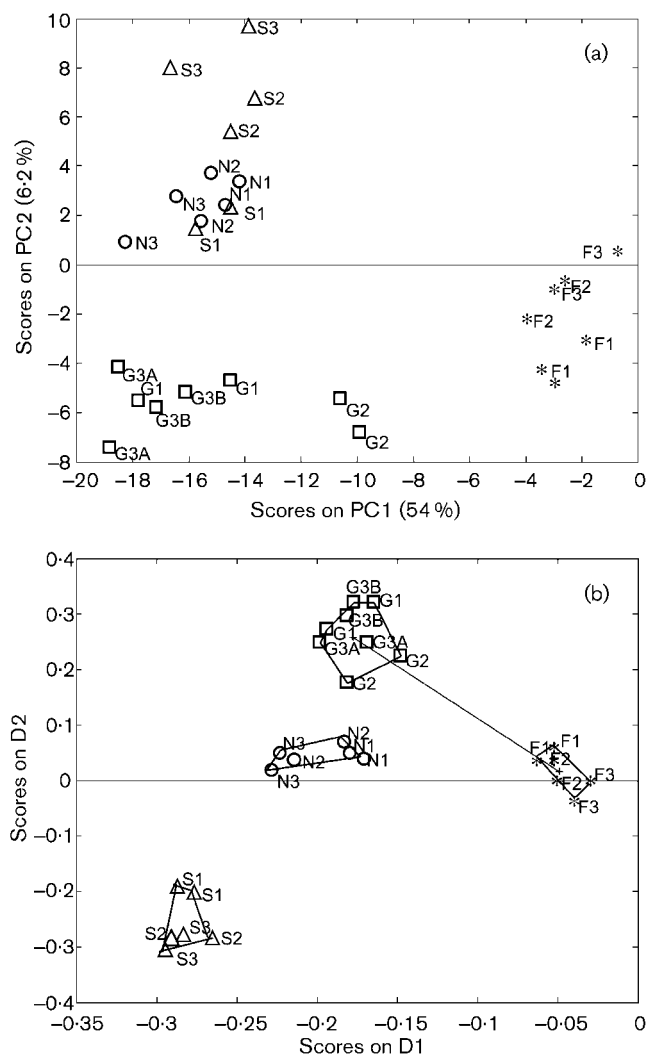 10
8
6
4
2
0
−2
−4
−6
−8
Scores on PC2 (6·2 %)
(a)
S3
S3
S2
S2
N2
N1
N3
N1
S1
N2
S1
N3
F3
F2
F3
F2
F1
F1
G3A
G1
G3B
G1
G3B
G2
G2
G3A
−20 −18 −16 −14 −12 −10 −8 −6 −4 −2 0
Scores on PC1 (54 %)
0·4
0·3
0·2
0·1
0
−0·1
−0·2
−0·3
−0·4
Scores on D2
(b)
G3B
G1
G3B
G1
G3A
G3A
G2
G2
N3
N2
N1
N2
N1
N3
F1
F1
F2
F2
F3
F3
S1
S1
S2
S3
S2
S3
−0·35 −0·3 −0·25 −0·2 −0·15 −0·1 −0·05 0
Scores on D1